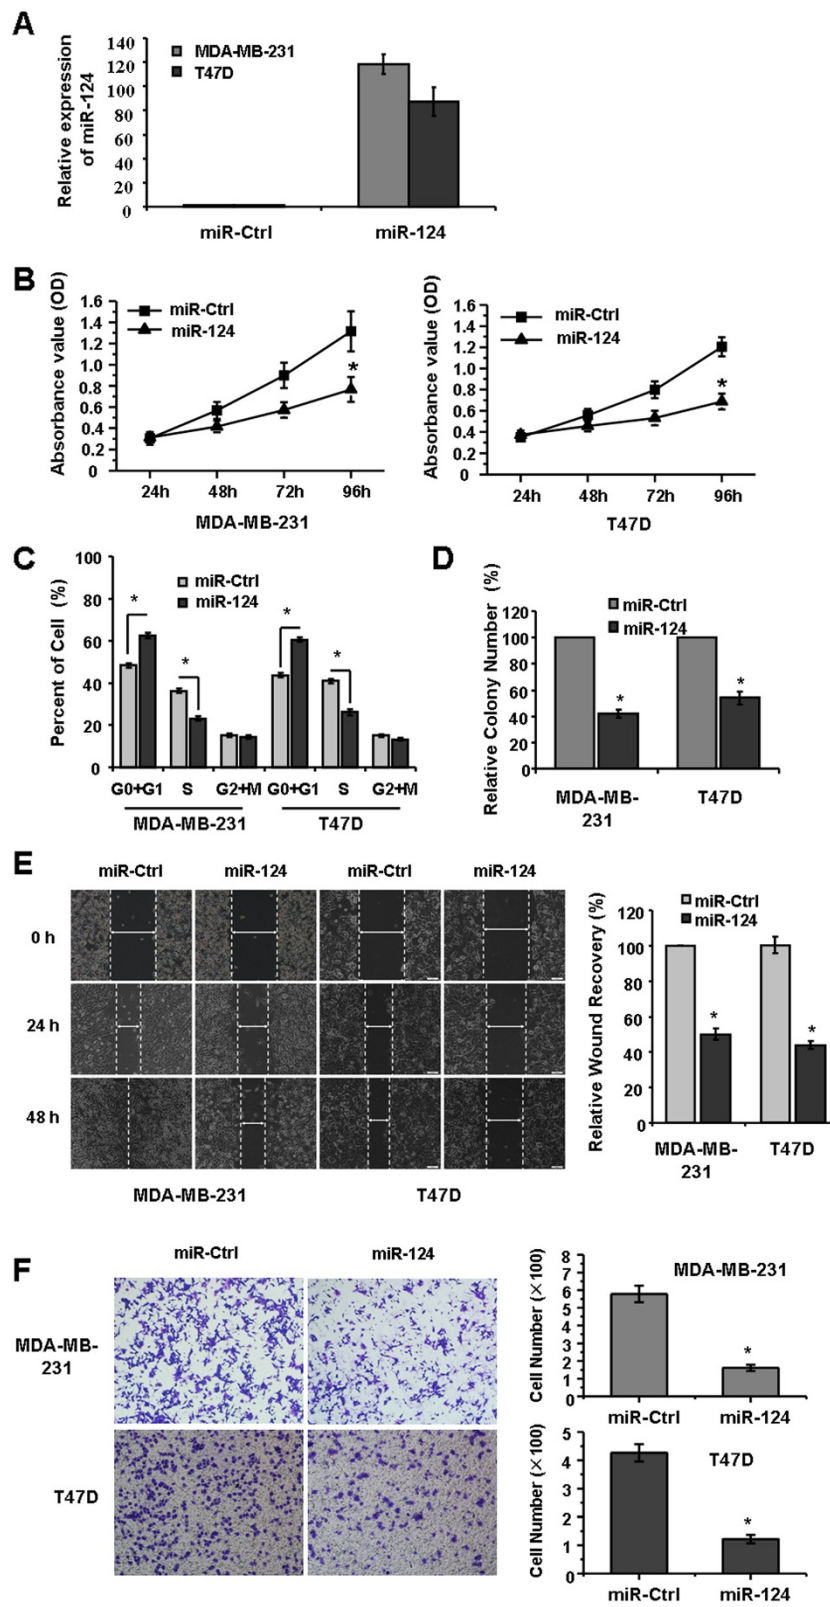 A
Relative expression
of miR-124
140
120
100
80
60
40
20
0
MDA-MB-231
T47D
miR-Ctrl miR-124
B
Absorbance value (OD)
1.6
1.4
1.2
1.0
0.8
0.6
0.4
0.2
0
miR-Ctrl
miR-124
*
24h 48h 72h 96h
MDA-MB-231
Absorbance value (OD)
1.6
1.4
1.2
1.0
0.8
0.6
0.4
0.2
0
miR-Ctrl
miR-124
*
24h 48h 72h 96h
T47D
C
Percent of Cell (%)
100
80
60
40
20
0
miR-Ctrl
miR-124
* * * *
G0+G1 S G2+M G0+G1 S G2+M
MDA-MB-231 T47D
D
Relative Colony Number (%)
120
100
80
60
40
20
0
miR-Ctrl
miR-124
* *
MDA-MB-
231
T47D
E
miR-Ctrl miR-124 miR-Ctrl miR-124
0 h
24 h
48 h
MDA-MB-231 T47D
Relative Wound Recovery (%)
120
100
80
60
40
20
0
miR-Ctrl
miR-124
* *
MDA-MB-
231
T47D
F
miR-Ctrl miR-124
MDA-MB-
231
T47D
Cell Number (×100)
8
7
6
5
4
3
2
1
0
MDA-MB-231
*
miR-Ctrl miR-124
Cell Number (×100)
5
4
3
2
1
0
T47D
*
miR-Ctrl miR-124